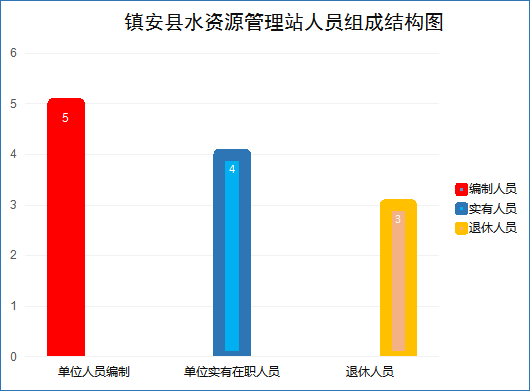 镇安县水资源管理站人员组成结构图
6
5
4
3
2
1
0
5
4
3
单位人员编制
单位实有在职人员
退休人员
编制人员
实有人员
退休人员